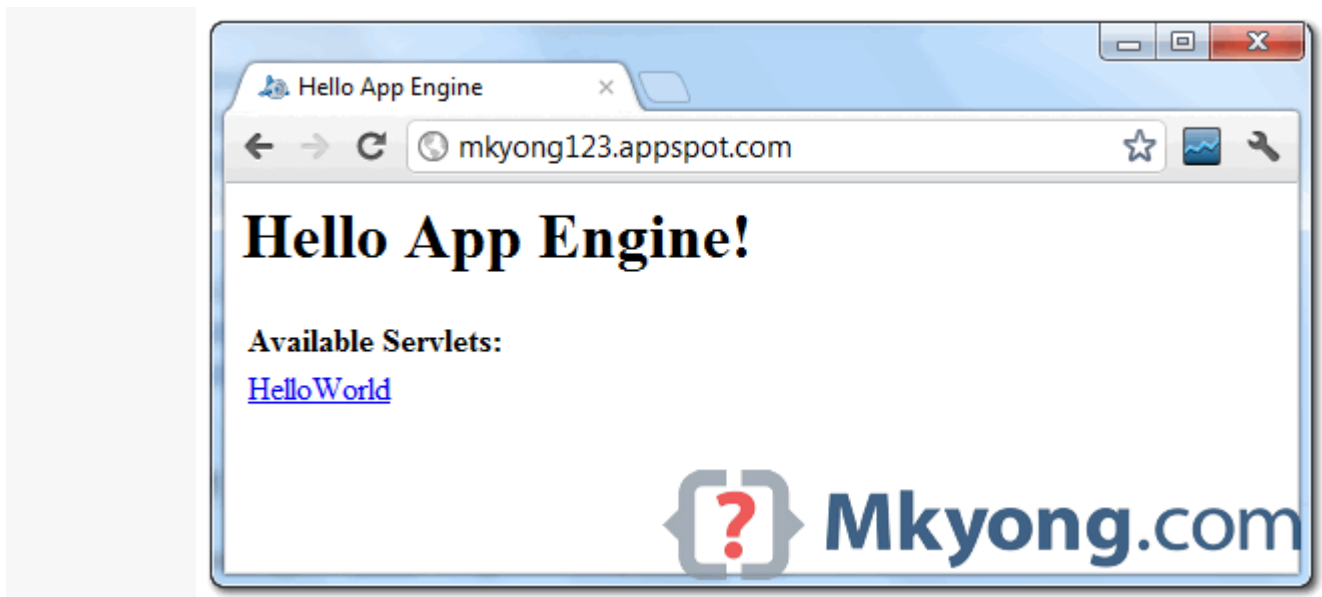 Hello App Engine
mkyong123.appspot.com
Hello App Engine!
Available Servlets:
HelloWorld
? Mkyong.com